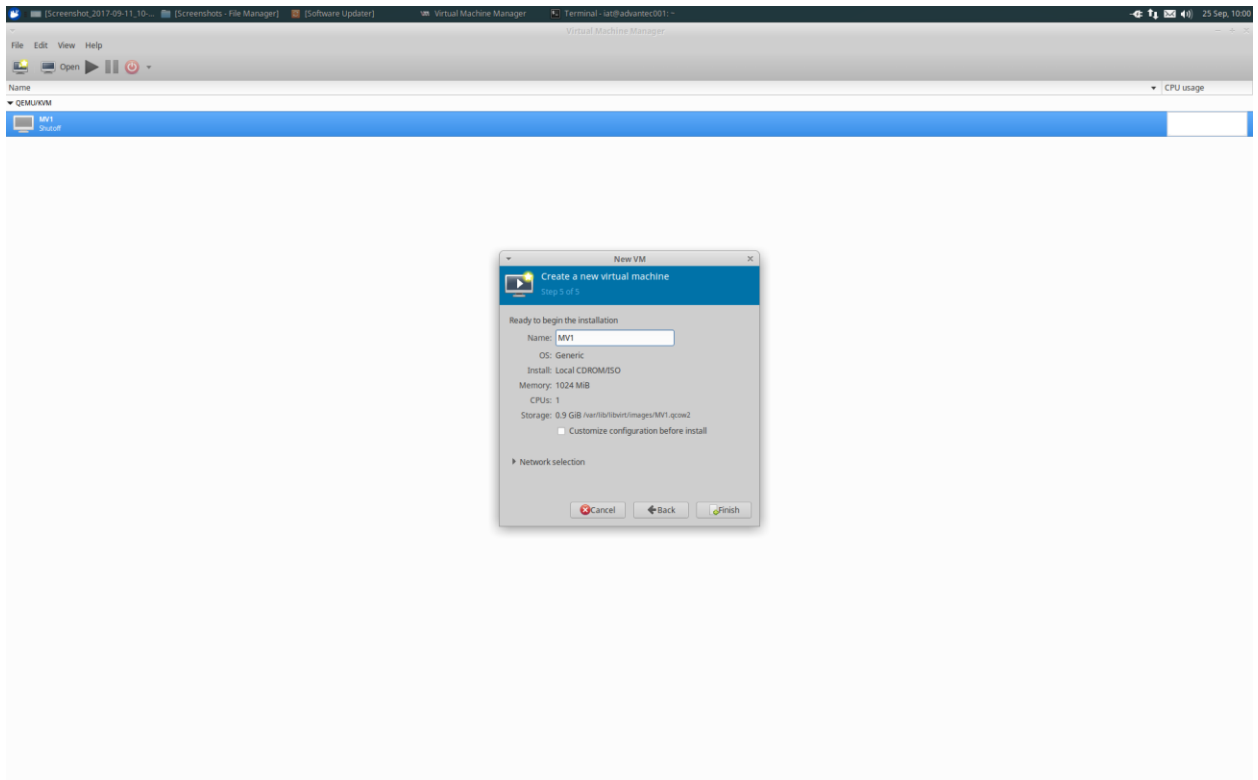 [Screenshot_2017-09-11_10-... [Screenshots - File Manager] [Software Updater] Virtual Machine Manager Terminal - iat@advantec001: ~ 25 Sep, 10:00
Virtual Machine Manager
File Edit View Help
Open
Name CPU usage
QEMU/KVM
MV1
Shutoff
New VM
Create a new virtual machine
Step 5 of 5
Ready to begin the installation
Name: MV1
OS: Generic
Install: Local CDROM/ISO
Memory: 1024 MiB
CPUs: 1
Storage: 0.9 GiB /var/lib/libvirt/images/MV1.qcow2
Customize configuration before install
Network selection
Cancel Back Finish